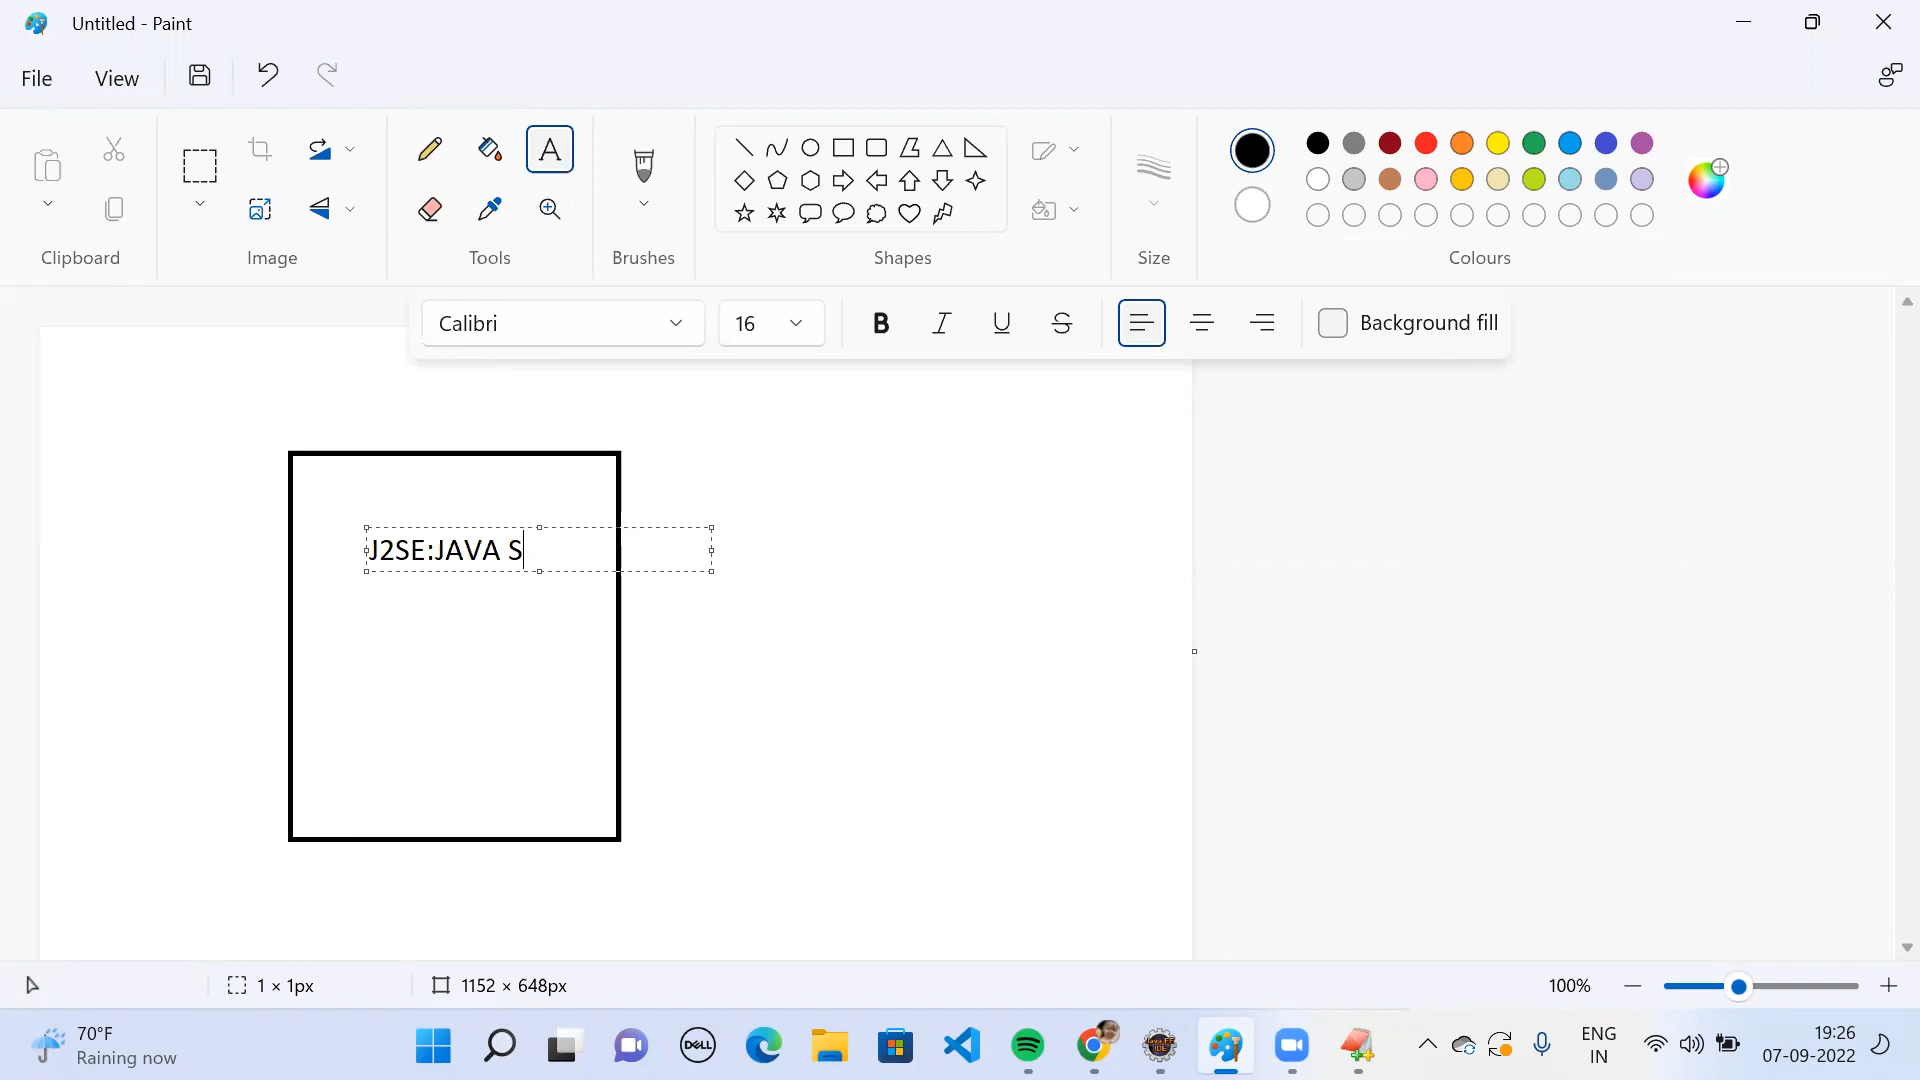 Untitled - Paint
File View
Clipboard Image Tools Brushes Shapes Size Colours
Calibri 16 B I U S Background fill
J2SE:JAVA S
1 × 1px 1152 × 648px 100%
70°F
Raining now
DELL
ENG
IN
19:26
07-09-2022